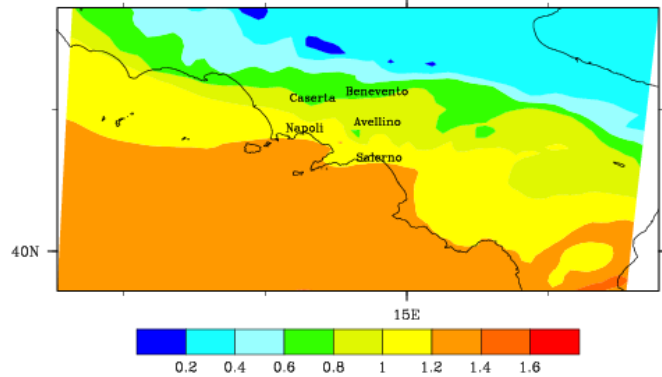 Benevento
Caserta
Avellino
Napoli
Salerno
40N
15E
0.2 0.4 0.6 0.8 1 1.2 1.4 1.6